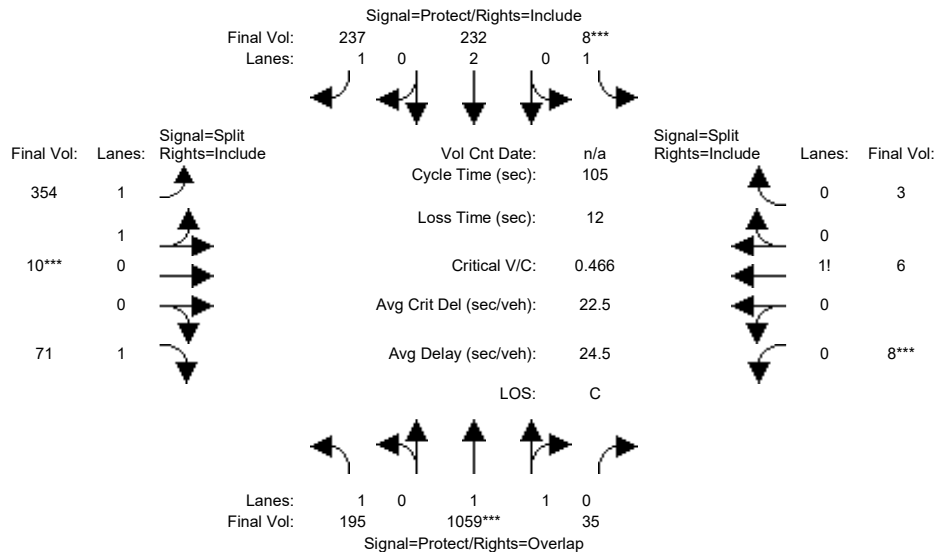 Signal=Protect/Rights=Include
Final Vol: 237 232 8***
Lanes: 1 0 2 0 1
Signal=Split Signal=Split
Final Vol: Lanes: Rights=Include Vol Cnt Date: n/a Rights=Include Lanes: Final Vol:
Cycle Time (sec): 105
354 1 0 3
Loss Time (sec): 12
1 0
10*** 0 Critical V/C: 0.466 1! 6
0 Avg Crit Del (sec/veh): 22.5 0
71 1 Avg Delay (sec/veh): 24.5 0 8***
LOS: C
Lanes: 1 0 1 1 0
Final Vol: 195 1059*** 35
Signal=Protect/Rights=Overlap